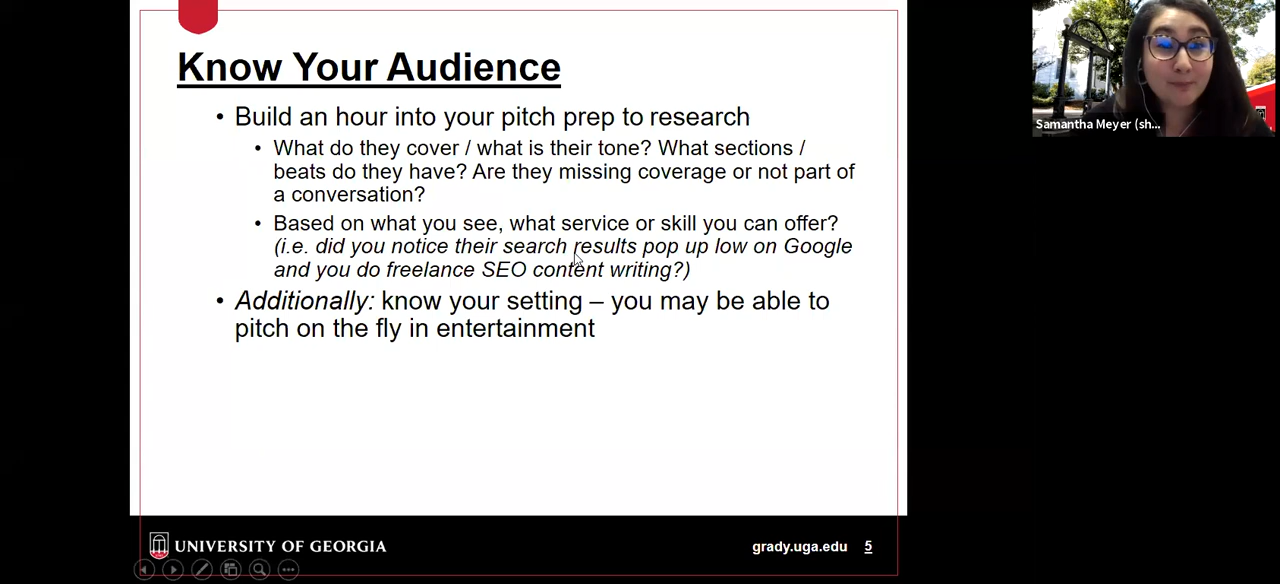 Know Your Audience
• Build an hour into your pitch prep to research
• What do they cover / what is their tone? What sections /
beats do they have? Are they missing coverage or not part of
a conversation?
• Based on what you see, what service or skill you can offer?
(i.e. did you notice their search results pop up low on Google
and you do freelance SEO content writing?)
• Additionally: know your setting – you may be able to
pitch on the fly in entertainment
UNIVERSITY OF GEORGIA
grady.uga.edu 5
Samantha Meyer (sh...